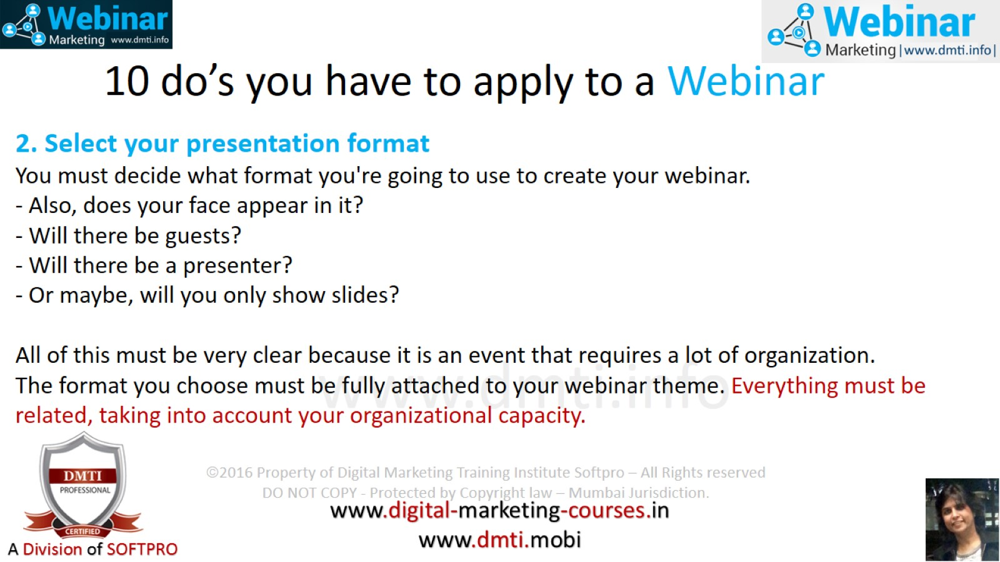 Webinar
Marketing www.dmti.info
Webinar
Marketing|www.dmti.info|
10 do’s you have to apply to a Webinar
2. Select your presentation format
You must decide what format you're going to use to create your webinar.
- Also, does your face appear in it?
- Will there be guests?
- Will there be a presenter?
- Or maybe, will you only show slides?
All of this must be very clear because it is an event that requires a lot of organization.
The format you choose must be fully attached to your webinar theme. Everything must be
related, taking into account your organizational capacity.
www.dmti.info
DMTI
PROFESSIONAL
CERTIFIED
A Division of SOFTPRO
©2016 Property of Digital Marketing Training Institute Softpro – All Rights reserved
DO NOT COPY - Protected by Copyright law – Mumbai Jurisdiction.
www.digital-marketing-courses.in
www.dmti.mobi